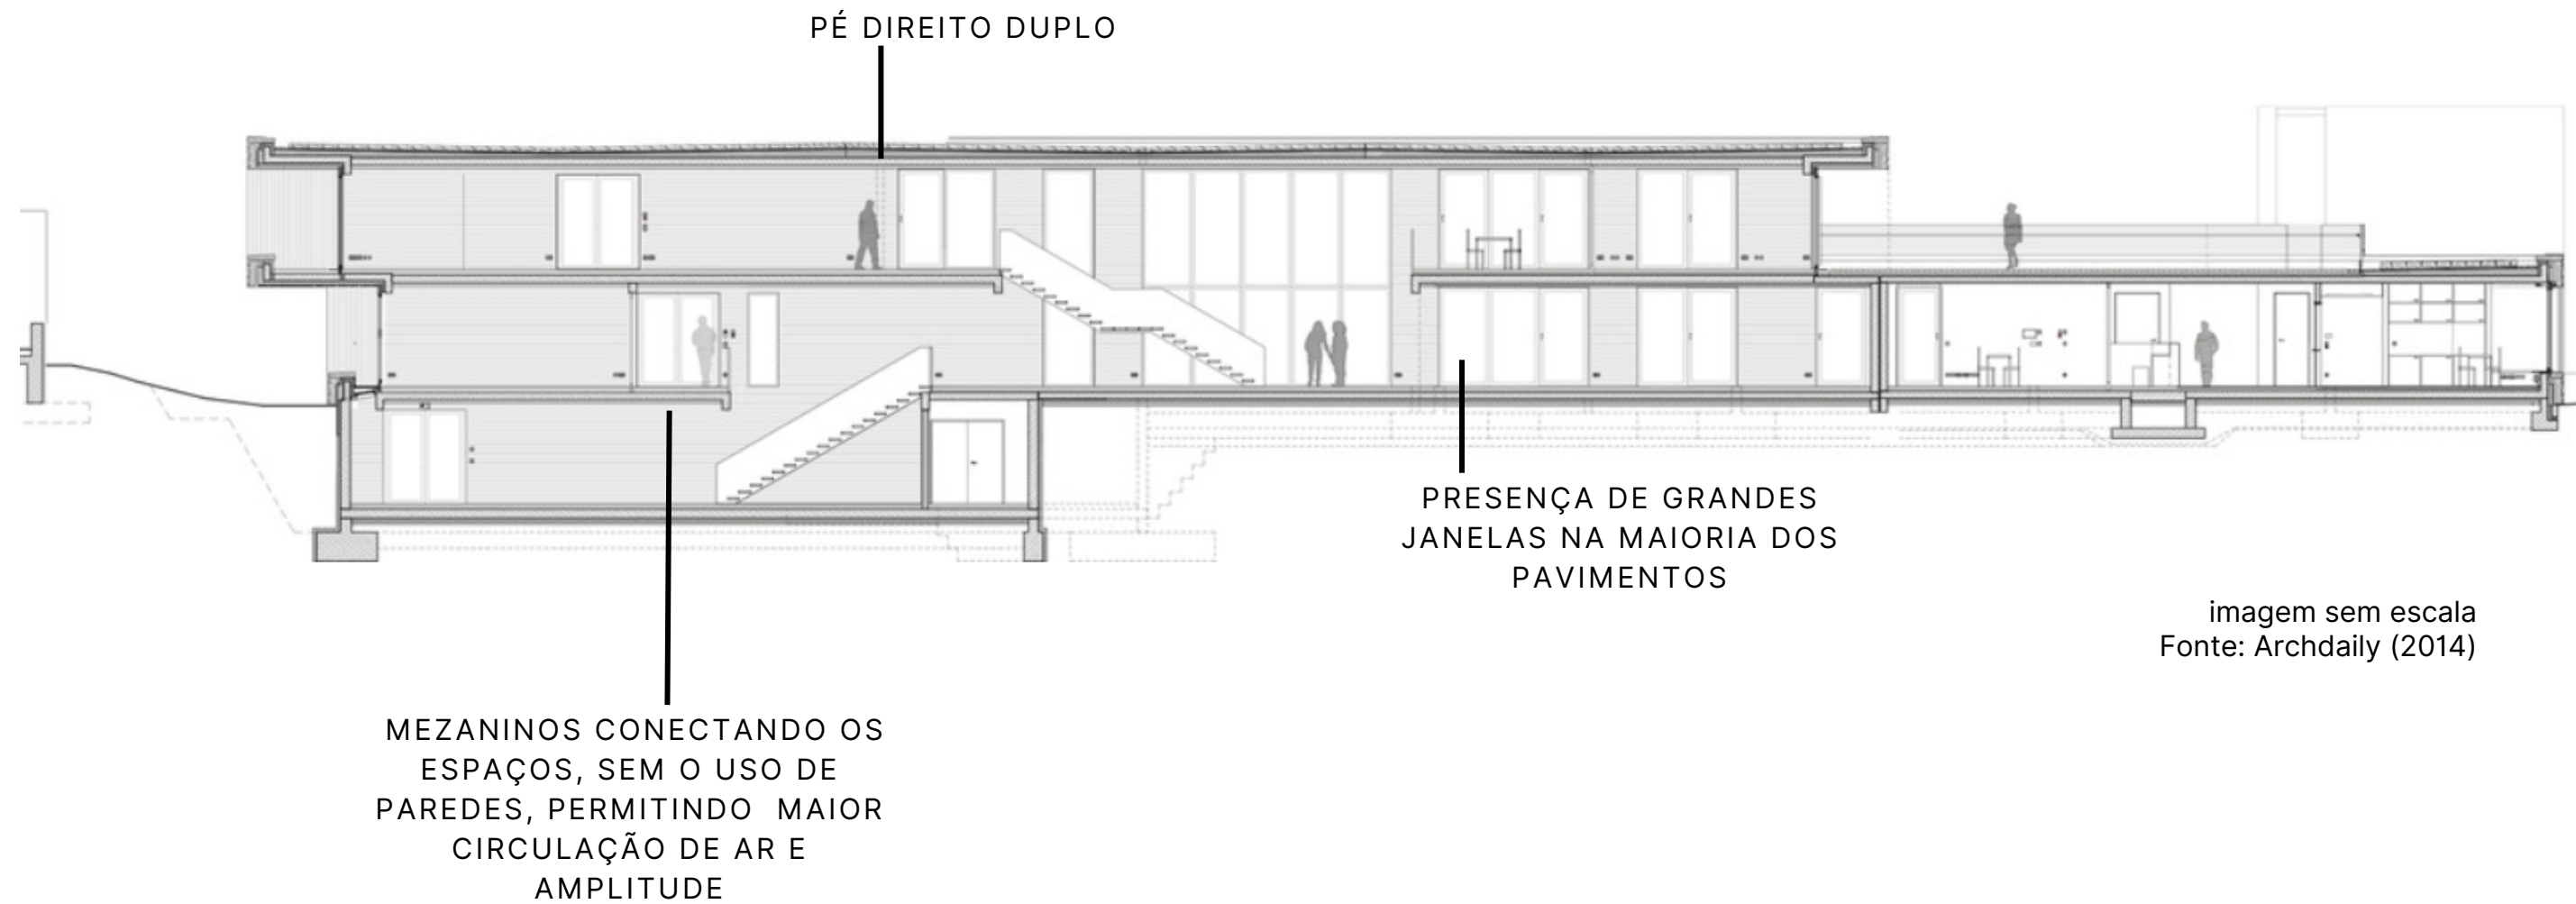 PÉ DIREITO DUPLO
PRESENÇA DE GRANDES
JANELAS NA MAIORIA DOS
PAVIMENTOS
imagem sem escala
Fonte: Archdaily (2014)
MEZANINOS CONECTANDO OS
ESPAÇOS, SEM O USO DE
PAREDES, PERMITINDO  MAIOR
CIRCULAÇÃO DE AR E
AMPLITUDE